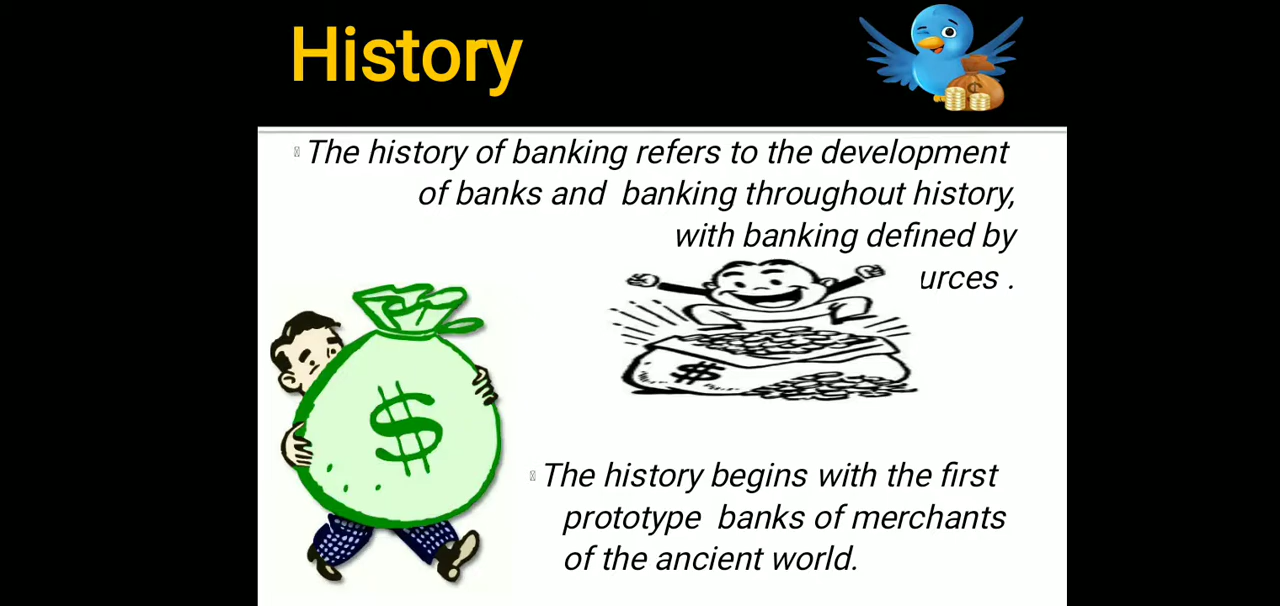 History
The history of banking refers to the development
of banks and banking throughout history,
with banking defined by
urces .
$
$
The history begins with the first
prototype banks of merchants
of the ancient world.